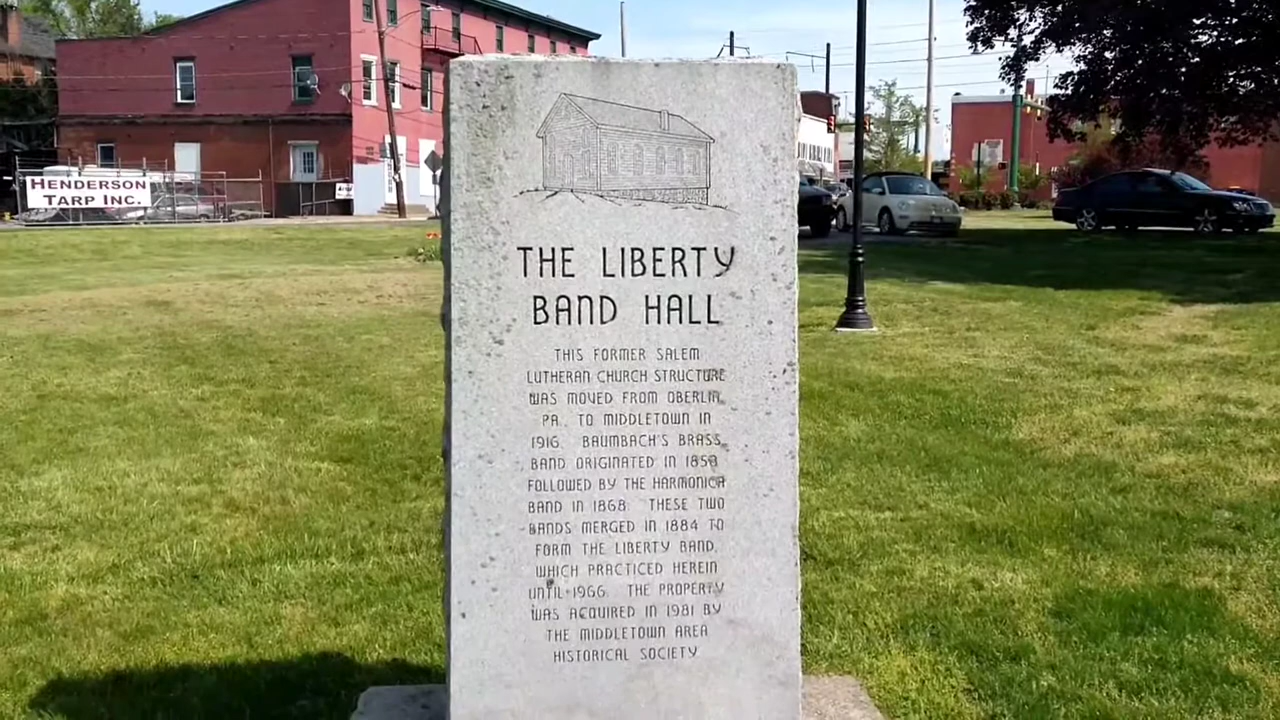 HENDERSON
TARP INC.
THE LIBERTY
BAND HALL
THIS FORMER SALEM
LUTHERAN CHURCH STRUCTURE
WAS MOVED FROM OBERLIN,
PA., TO MIDDLETOWN IN
1916. BAUMBACH'S BRASS
BAND ORIGINATED IN
FOLLOWED BY THE HARMONICA
BAND IN 1868. THESE TWO
BANDS MERGED IN 1884 TO
FORM THE LIBERTY BAND,
WHICH PRACTICED HEREIN
UNTIL 1966. THE PROPERTY
WAS ACQUIRED IN 1981 BY
THE MIDDLETOWN AREA
HISTORICAL SOCIETY.